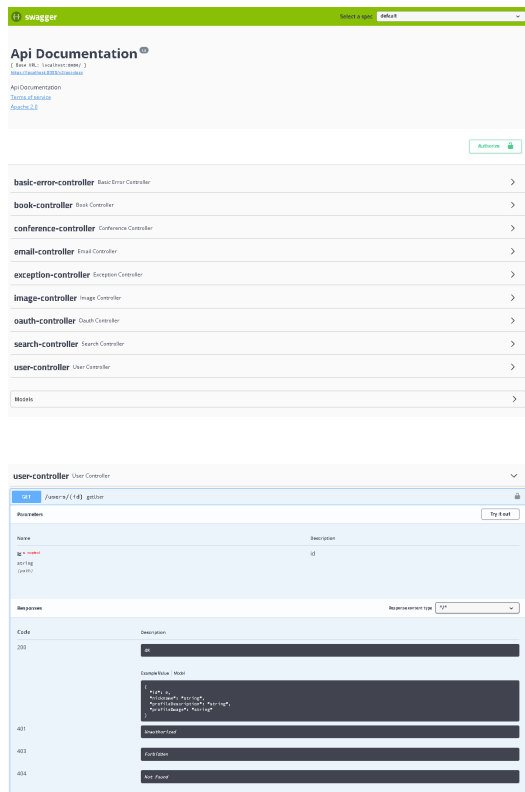 swagger
Select a spec default
Api Documentation 1.0
[ Base URL: localhost:8080/ ]
Api Documentation
Terms of service
Apache 2.0
Authorize
basic-error-controller Basic Error Controller
book-controller Book Controller
conference-controller Conference Controller
email-controller Email Controller
exception-controller Exception Controller
image-controller Image Controller
oauth-controller Oauth Controller
search-controller Search Controller
user-controller User Controller
Models
user-controller User Controller
GET /users/{id} getUser
Parameters Try it out
Name Description
id * required id
string
(path)
Responses Response content type */*
Code Description
200 OK
Example Value | Model
{
"id": 0,
"nickname": "string",
"profileDescription": "string",
"profileImage": "string"
}
401 Unauthorized
403 Forbidden
404 Not Found